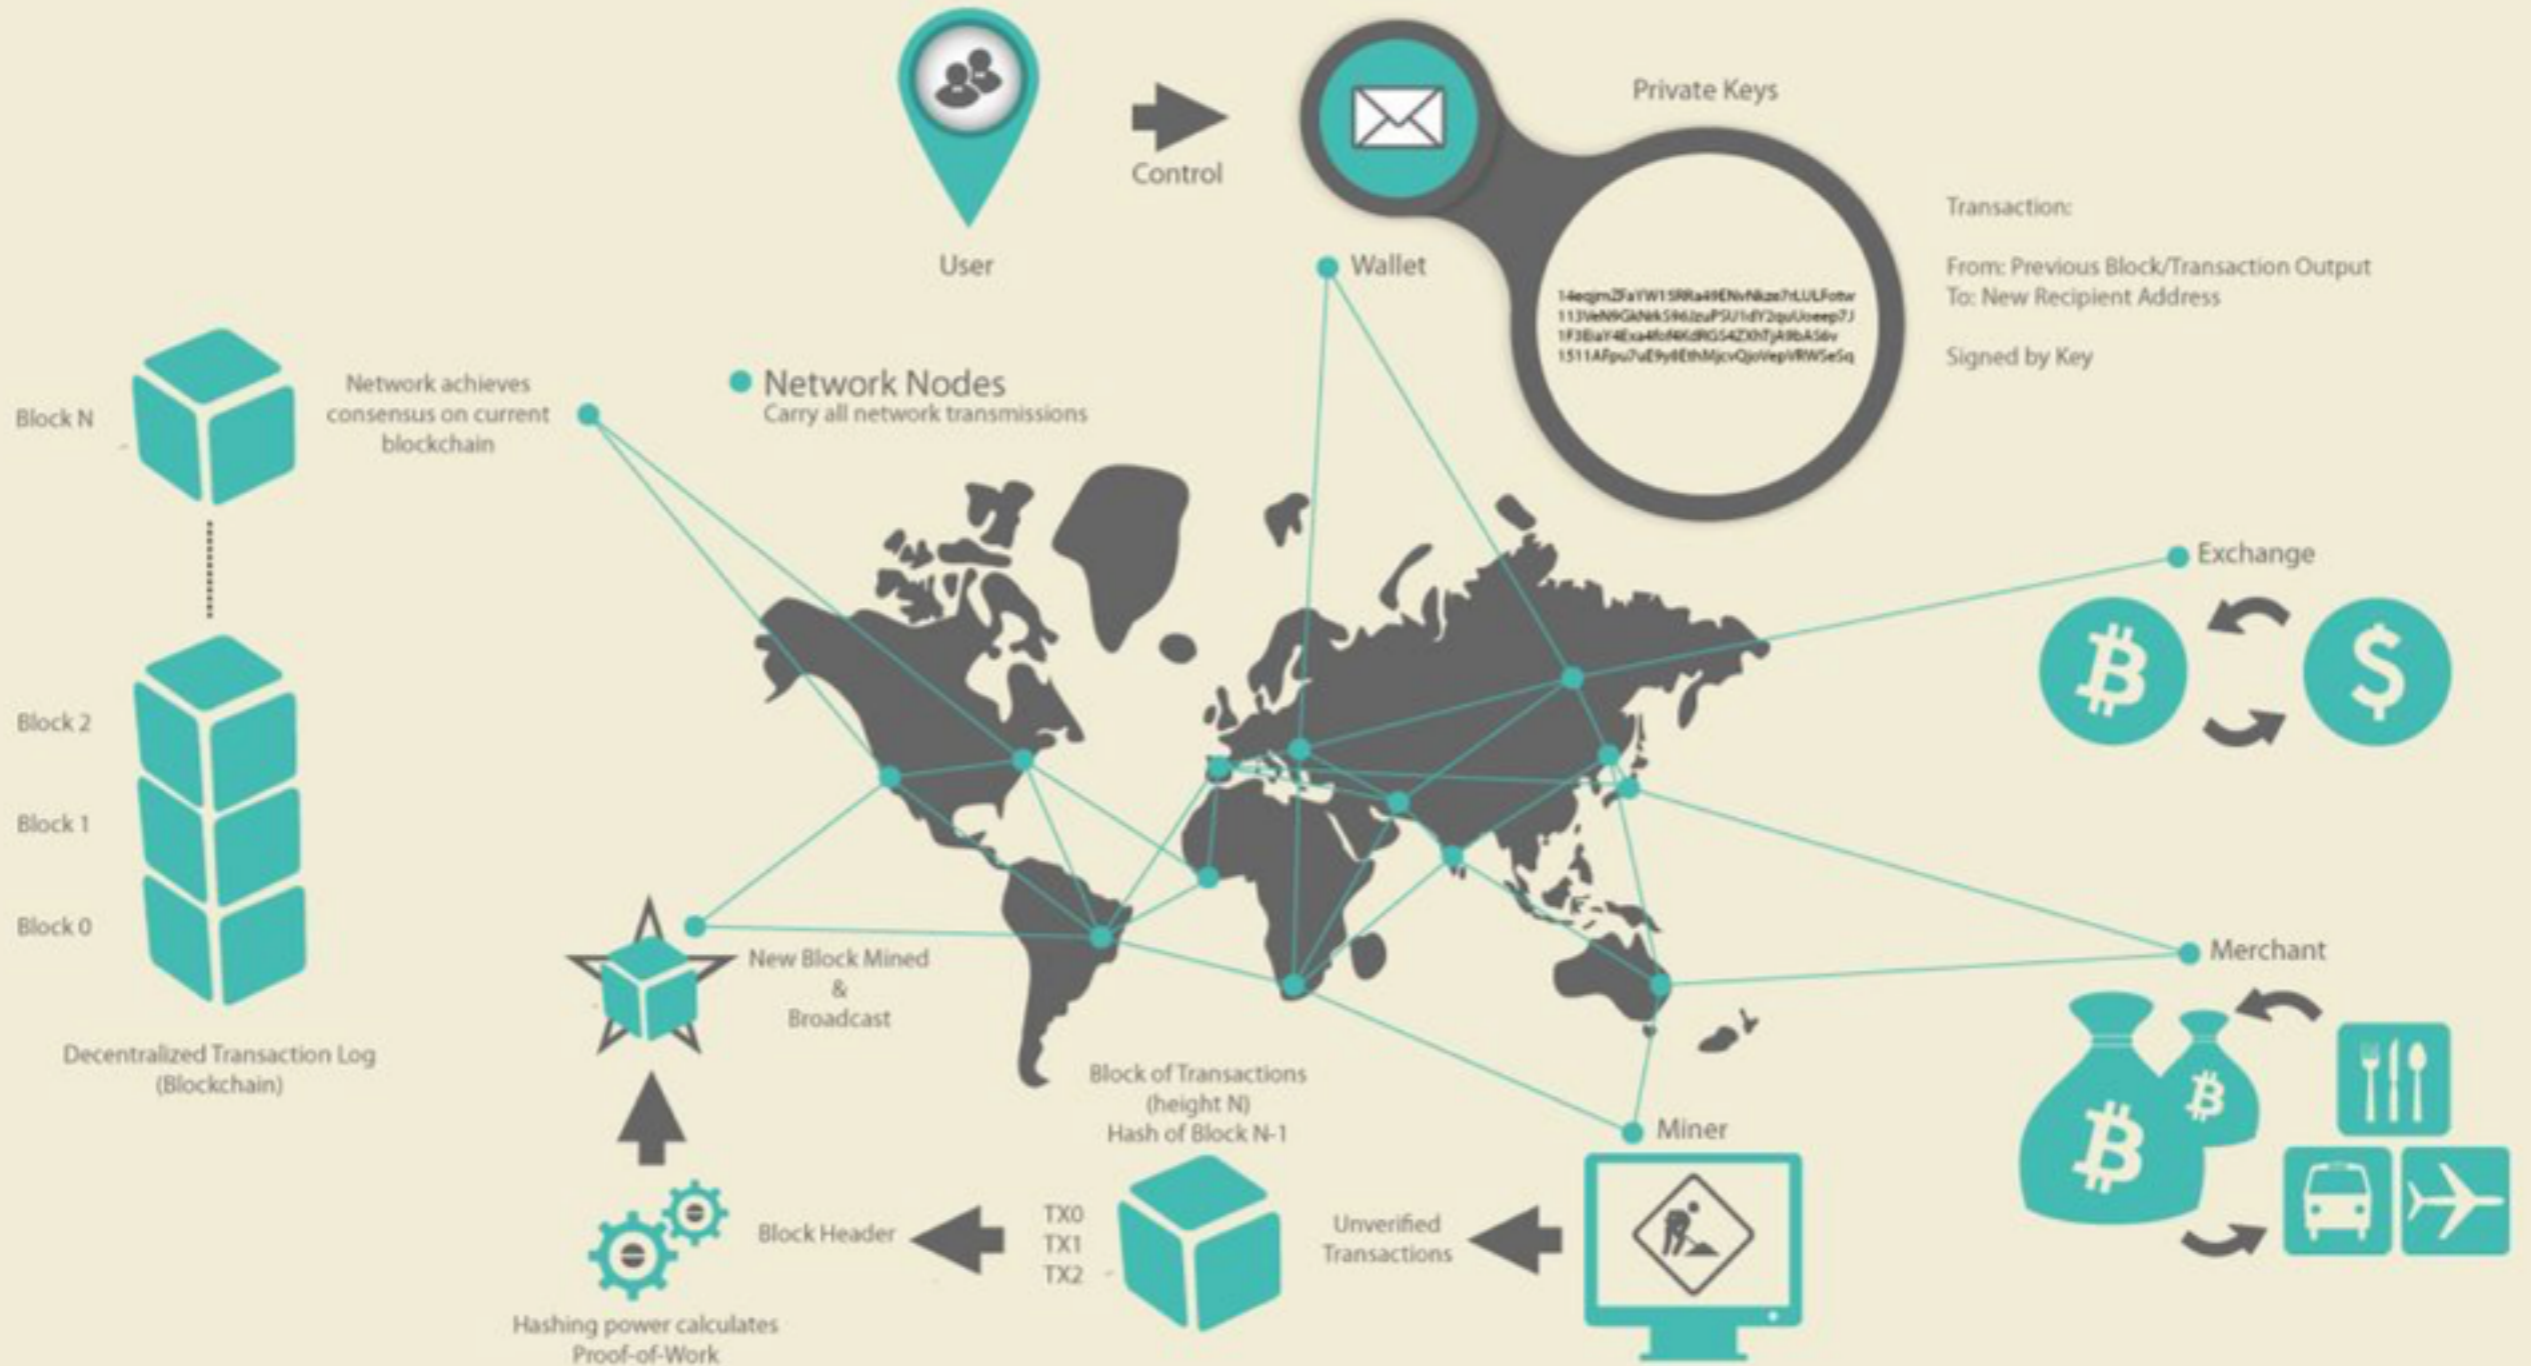 Private Keys
Control
Transaction:
User
Wallet
From: Previous Block/Transaction Output
To: New Recipient Address
Signed by Key
Block N
Network achieves
consensus on current
blockchain
Network Nodes
Carry all network transmissions
Exchange
Block 2
Block 1
Block 0
New Block Mined
&
Broadcast
Merchant
Decentralized Transaction Log
(Blockchain)
Block of Transactions
(height N)
Hash of Block N-1
Miner
TX0
TX1
TX2
Block Header
Unverified
Transactions
Hashing power calculates
Proof-of-Work